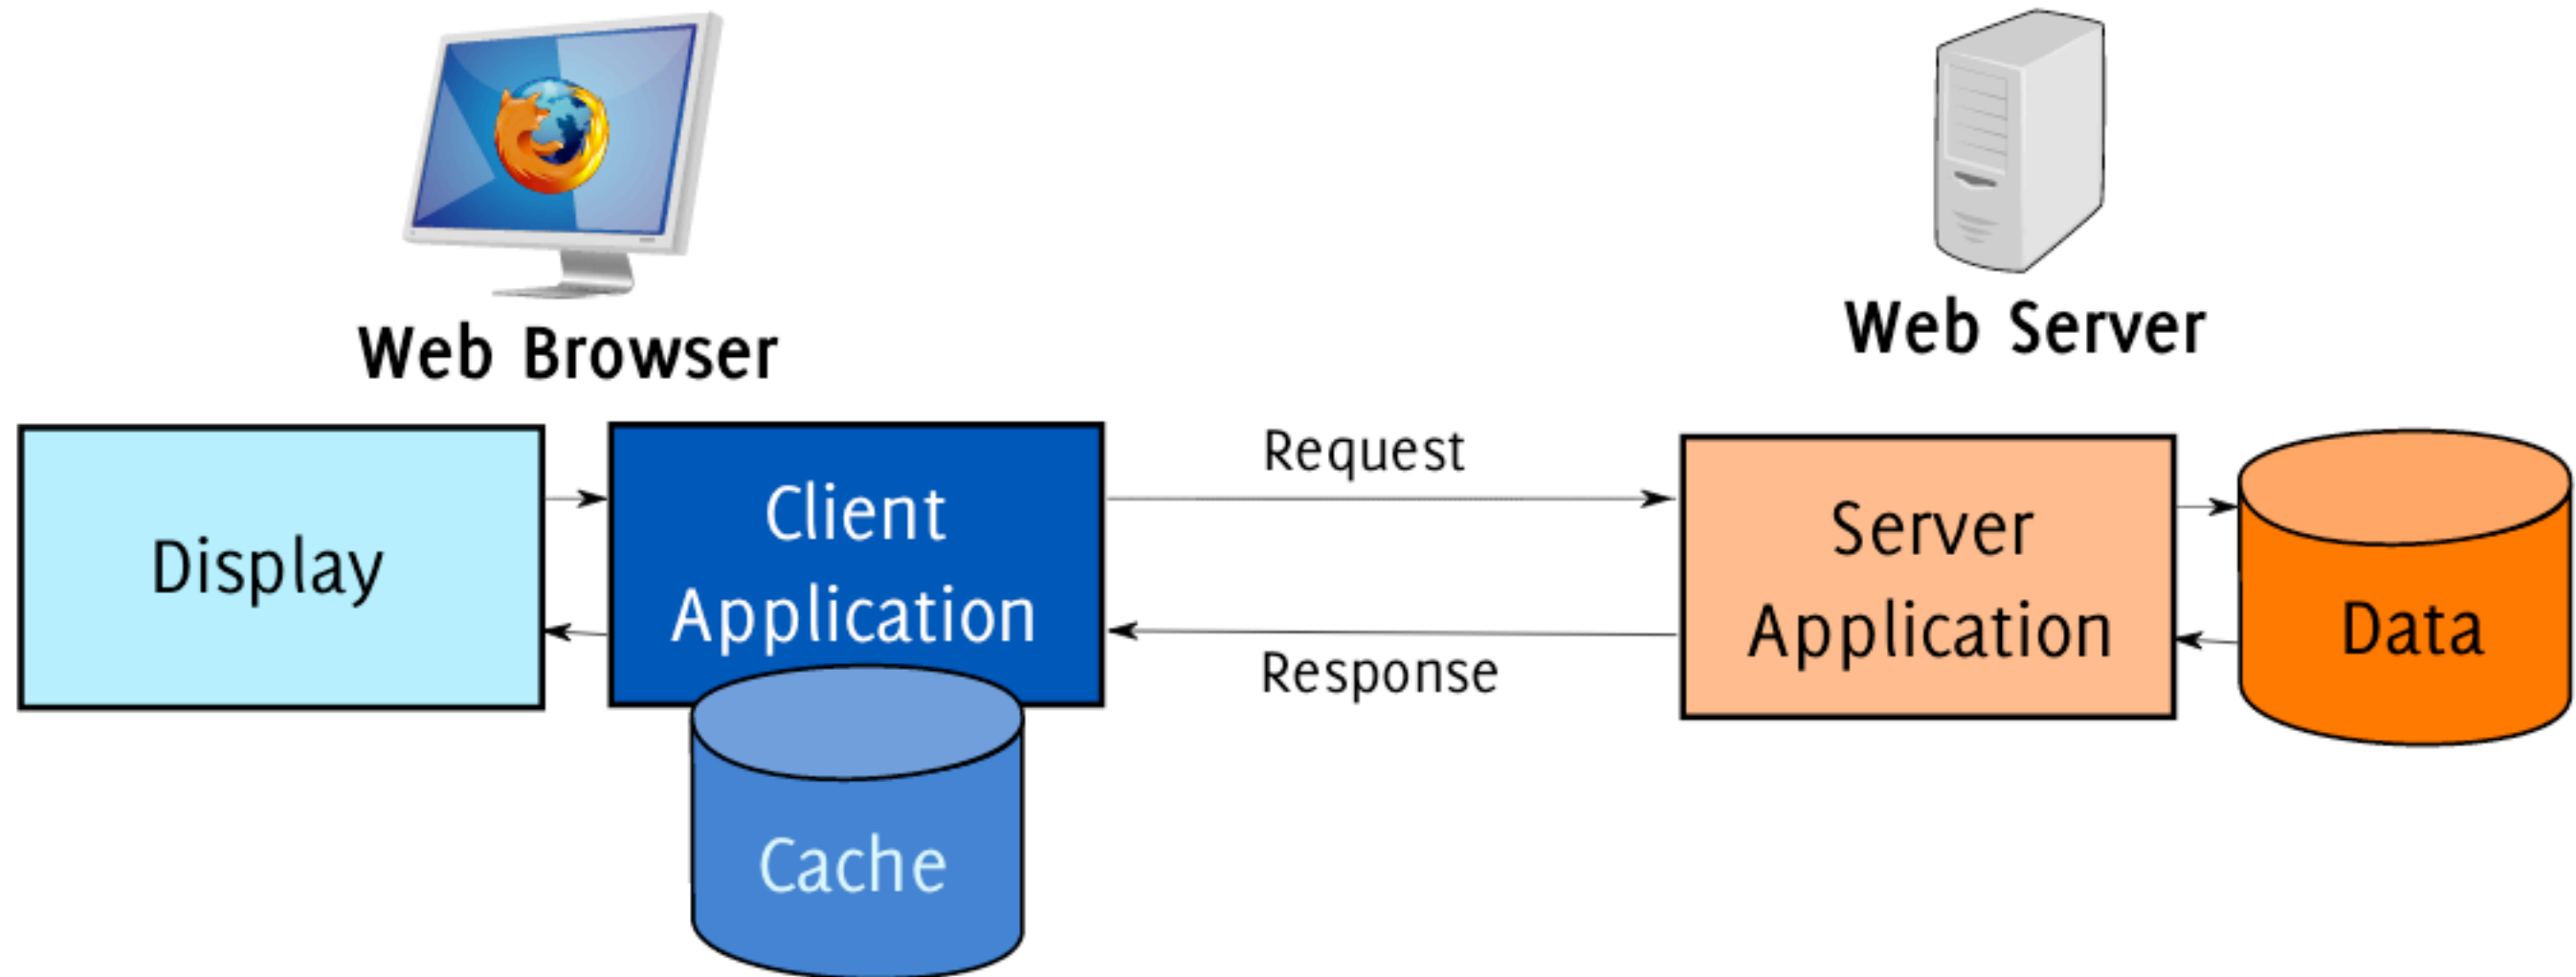 Web Browser
Web Server
Display
Client
Application
Request
Response
Server
Application
Data
Cache